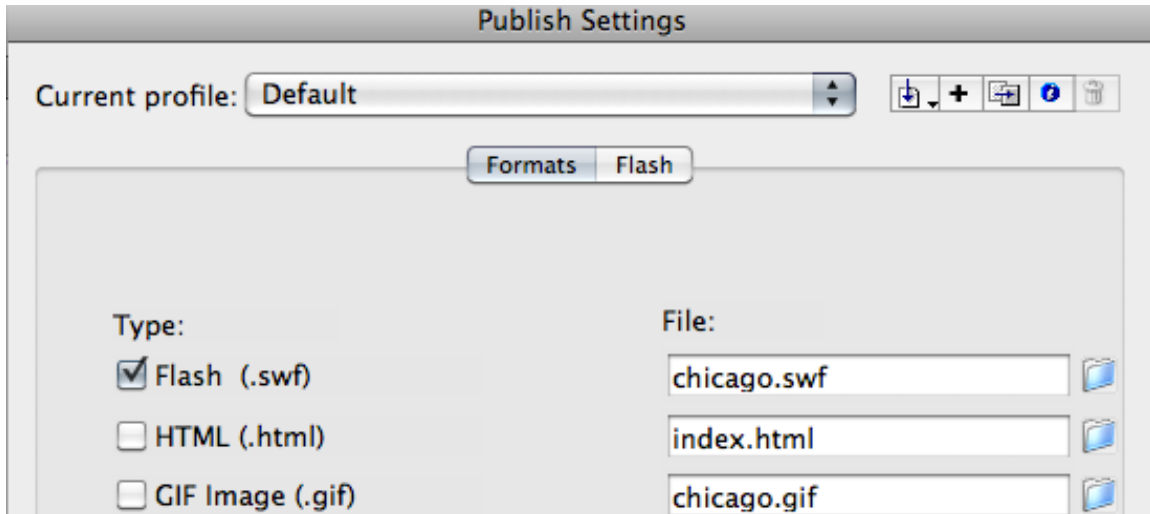 Publish Settings
Current profile: Default
Formats Flash
Type: File:
Flash (.swf) chicago.swf
HTML (.html) index.html
GIF Image (.gif) chicago.gif